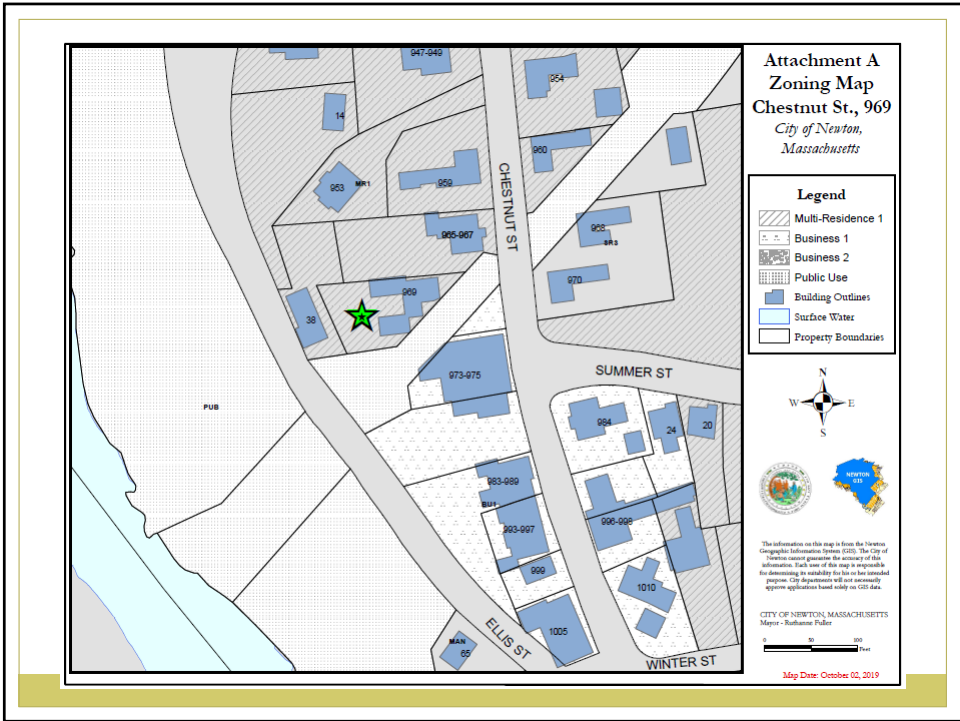 Attachment A
Zoning Map
Chestnut St., 969
City of Newton,
Massachusetts
Legend
Multi-Residence 1
Business 1
Business 2
Public Use
Building Outlines
Surface Water
Property Boundaries
N
W E
S
NEWTON
GIS
The information on this map is from the Newton
Geographic Information System (GIS). The City of
Newton cannot guarantee the accuracy of this
information. Each user of this map is responsible
for determining its suitability for his or her intended
purpose. City departments will not necessarily
approve applications based solely on GIS data.
CITY OF NEWTON, MASSACHUSETTS
Mayor - Ruthanne Fuller
0 50 100
Feet
Map Date: October 02, 2019
947-949
954
14
960
953
MR1
959
CHESTNUT ST
965-967
968
SR3
969
970
38
973-975
SUMMER ST
PUB
984
24
20
983-989
BU1
993-997
996-998
999
1010
1005
ELLIS ST
MAN
65
WINTER ST